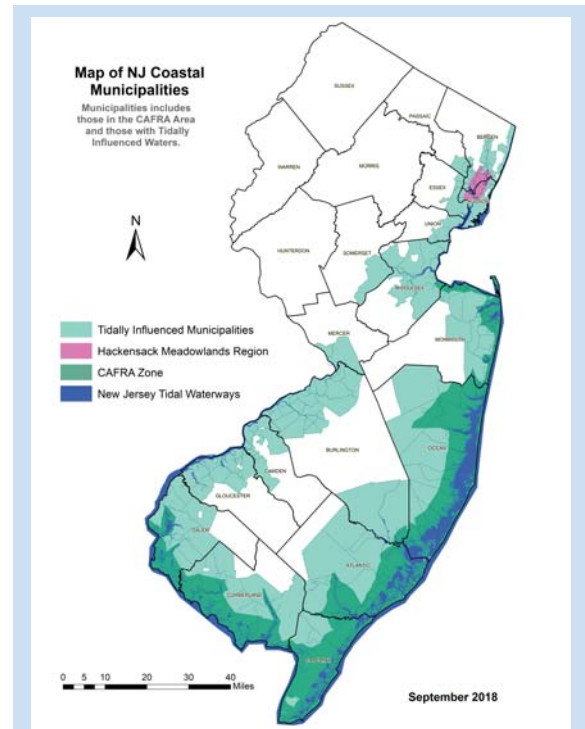 Map of NJ Coastal
Municipalities
Municipalities includes
those in the CAFRA Area
and those with Tidally
Influenced Waters.
SUSSEX
PASSAIC
BERGEN
WARREN
MORRIS
ESSEX
N
UNION
HUNTERDON
SOMERSET
MIDDLESEX
Tidally Influenced Municipalities
Hackensack Meadowlands Region
CAFRA Zone
New Jersey Tidal Waterways
MERCER
MONMOUTH
OCEAN
BURLINGTON
CAMDEN
GLOUCESTER
SALEM
ATLANTIC
CUMBERLAND
CAPE MAY
0 5 10 20 30 40
Miles
September 2018